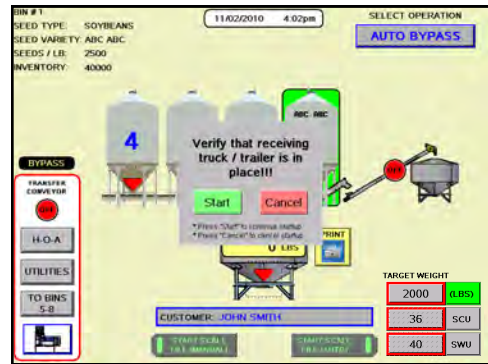 BIN # 1
SEED TYPE: SOYBEANS
SEED VARIETY: ABC ABC
SEEDS / LB: 2500
INVENTORY: 40000
11/02/2010 4:02pm
SELECT OPERATION
AUTO BYPASS
4
ABC ABC
Verify that receiving
truck / trailer is in
place!!!
Start
Cancel
* Press "Start" to continue startup
* Press "Cancel" to cancel startup
BYPASS
TRANSFER
CONVEYOR
OFF
OFF
H-O-A
UTILITIES
TO BINS
5-8
0 LBS
PRINT
TARGET WEIGHT
2000 (LBS)
36 SCU
40 SWU
CUSTOMER: JOHN SMITH
START SCALE